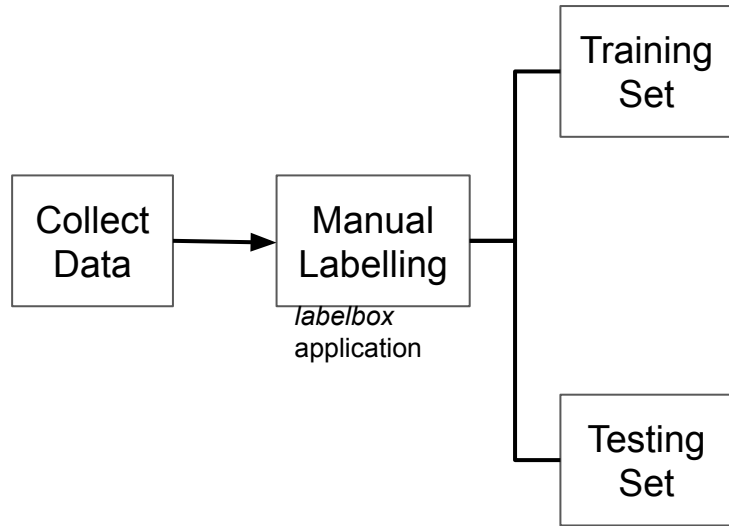 Training
Set
Collect
Data
Manual
Labelling
labelbox
application
Testing
Set